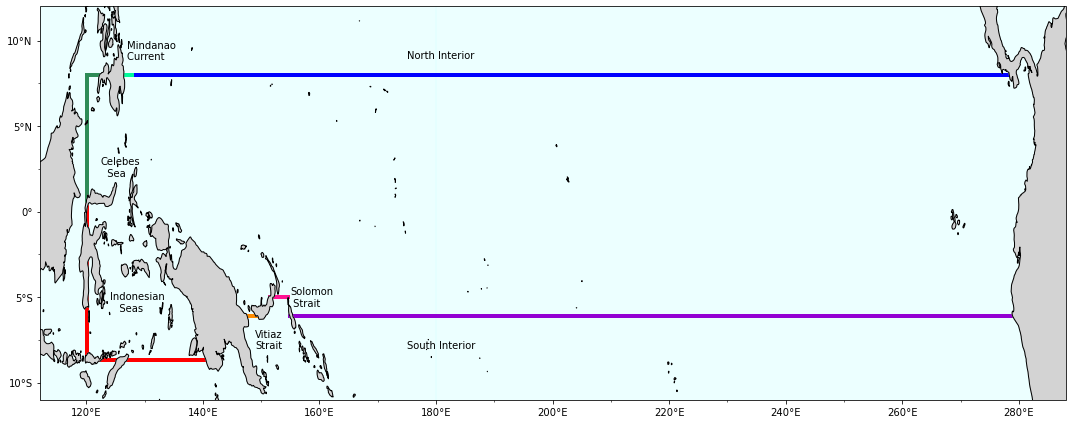 10°N
5°N
0°
5°S
10°S
Mindanao
Current
North Interior
Celebes
Sea
Indonesian
Seas
Solomon
Strait
Vitiaz
Strait
South Interior
120°E
140°E
160°E
180°E
200°E
220°E
240°E
260°E
280°E